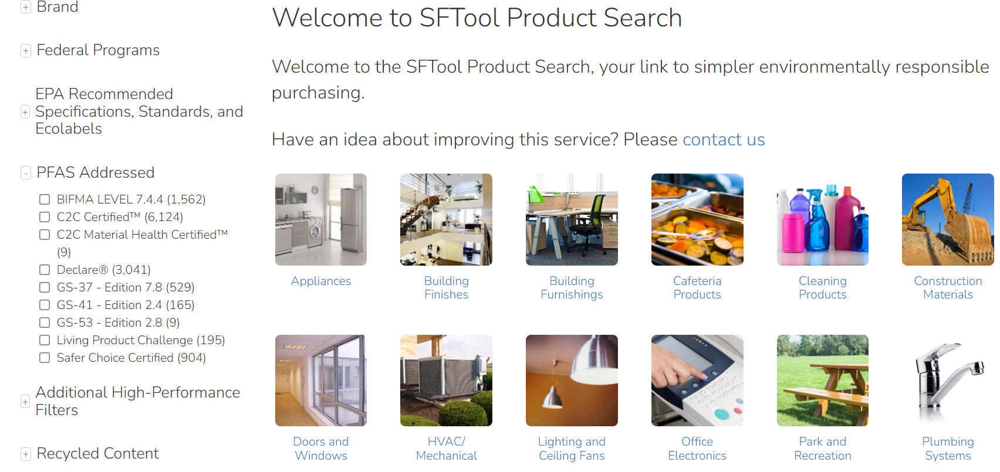 Brand
Federal Programs
EPA Recommended
Specifications, Standards, and
Ecolabels
PFAS Addressed
BIFMA LEVEL 7.4.4 (1,562)
C2C Certified™ (6,124)
C2C Material Health Certified™
(9)
Declare® (3,041)
GS-37 - Edition 7.8 (529)
GS-41 - Edition 2.4 (165)
GS-53 - Edition 2.8 (9)
Living Product Challenge (195)
Safer Choice Certified (904)
Additional High-Performance
Filters
Recycled Content
Welcome to SFTool Product Search
Welcome to the SFTool Product Search, your link to simpler environmentally responsible
purchasing.
Have an idea about improving this service? Please contact us
Appliances
Building
Finishes
Building
Furnishings
Cafeteria
Products
Cleaning
Products
Construction
Materials
Doors and
Windows
HVAC/
Mechanical
Lighting and
Ceiling Fans
Office
Electronics
Park and
Recreation
Plumbing
Systems